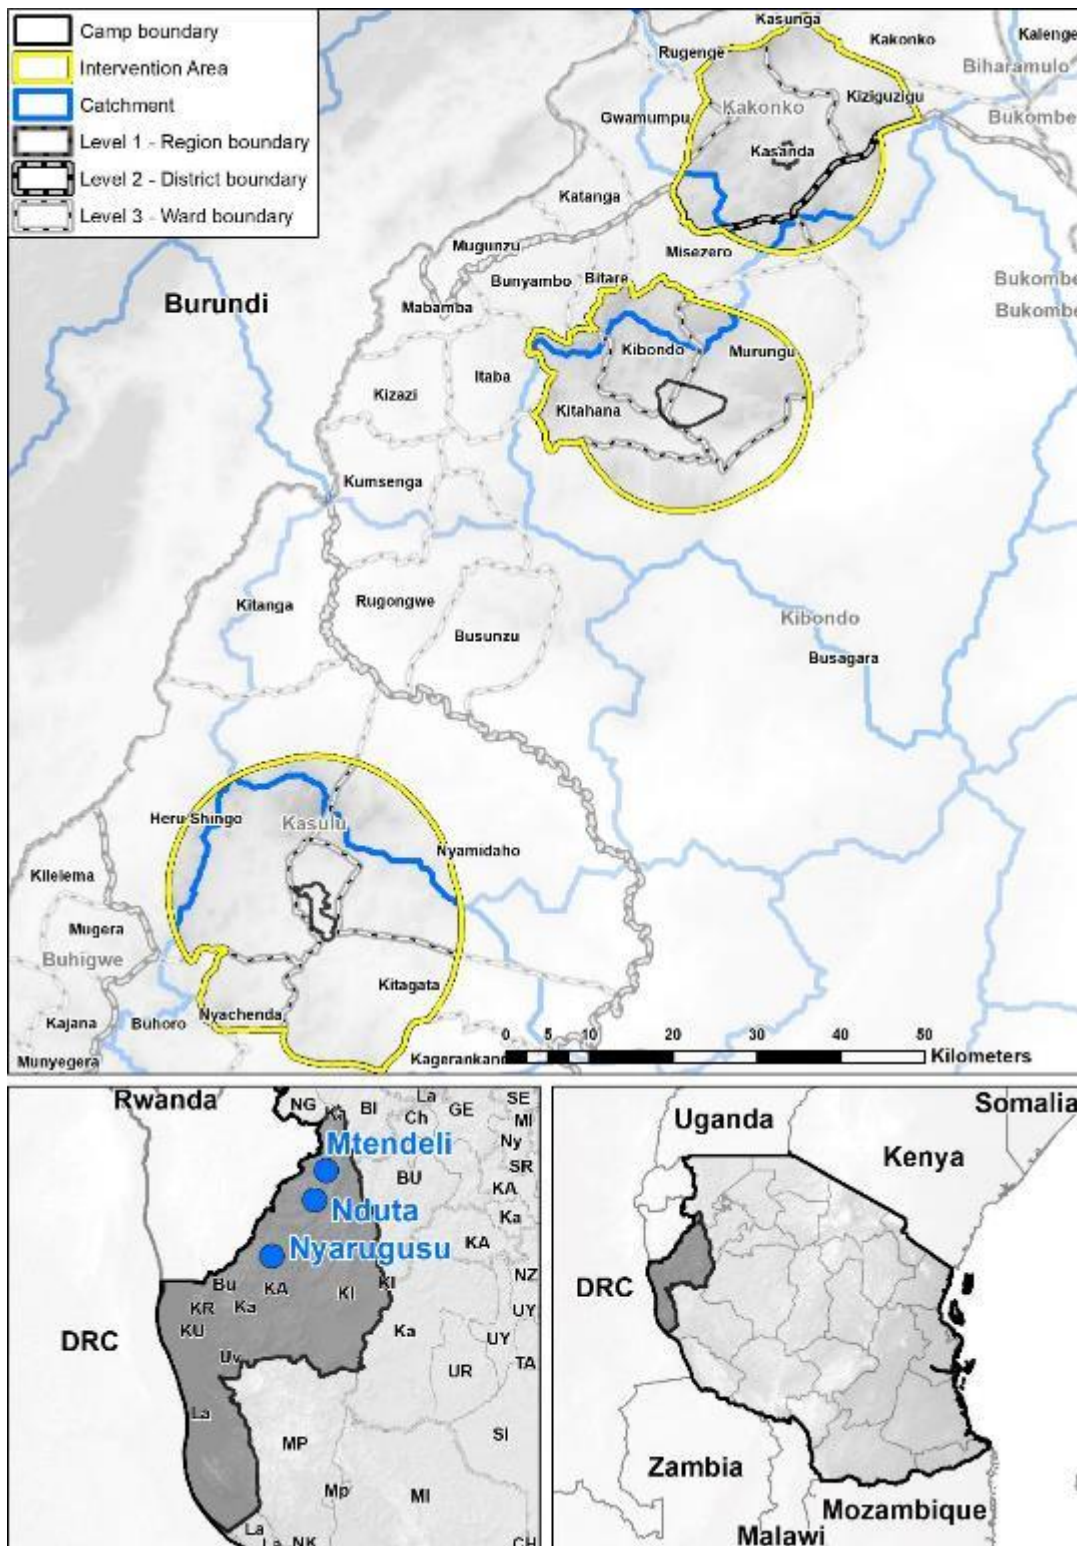 Camp boundary
Intervention Area
Catchment
Level 1 - Region boundary
Level 2 - District boundary
Level 3 - Ward boundary
Kasunga
Kakonko
Kalenge
Rugenge
Biharamulo
Kiziguzigu
Kakonko
Gwamumpu
Bukombe
Kasanda
Katanga
Mugunzu
Misezero
Bunyambo
Bitare
Bukombe
Burundi
Mabamba
Bukombe
Kibondo
Murungu
Itaba
Kizazi
Kitahana
Kumsenga
Kitanga
Rugongwe
Busunzu
Kibondo
Busagara
Heru Shingo
Kasulu
Nyamidaho
Kilelema
Mugera
Buhigwe
Kitagata
Kajana
Buhoro
Nyachenda
Munyegera
Kagerankan
0 5 10 20 30 40 50
Kilometers
Rwanda
NG
Ka
BI
La
Ch
GE
SE
MI
Ny
Mtendeli
BU
SR
KA
Nduta
Ka
Nyarugusu
KA
NZ
Bu
KA
KI
KI
KR
Ka
UY
KU
DRC
Ka
UY
Uv
UR
TA
La
SI
MP
Mp
MI
La
La
NK
CH
Uganda
Somalia
Kenya
DRC
Zambia
Mozambique
Malawi